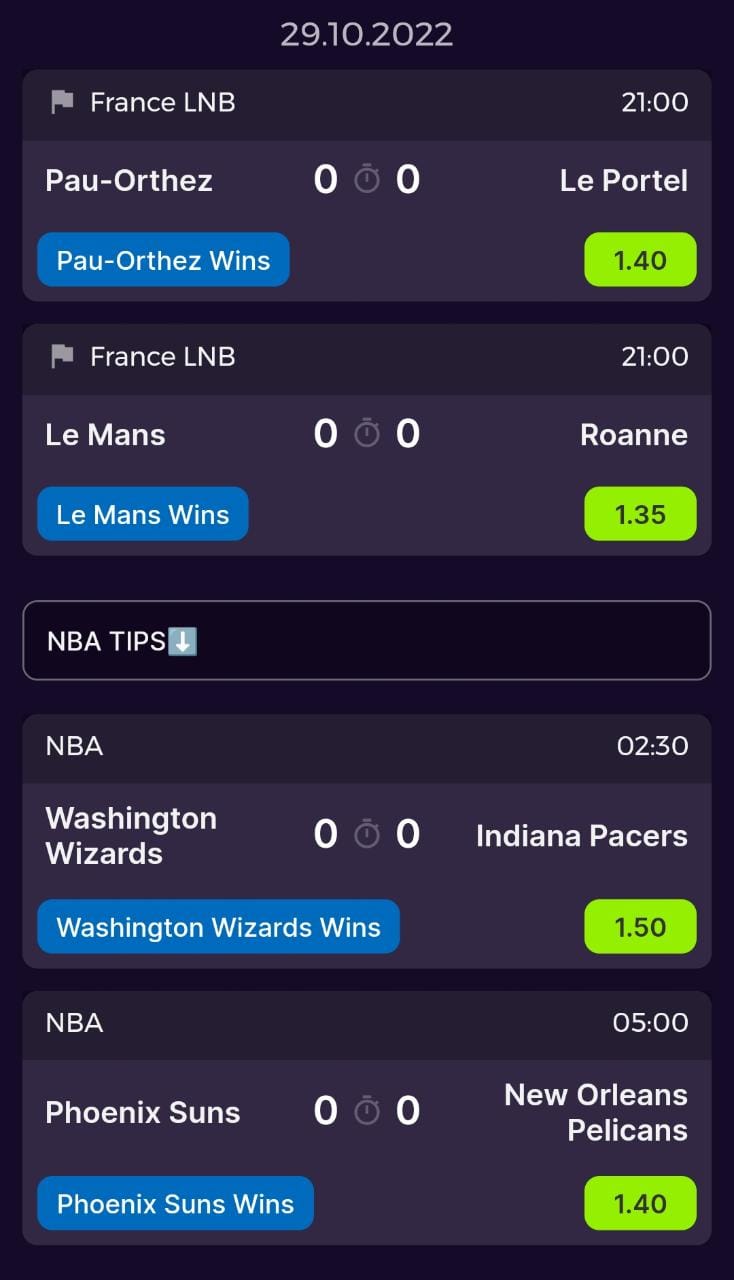 29.10.2022
France LNB 21:00
Pau-Orthez 0 0 Le Portel
Pau-Orthez Wins 1.40
France LNB 21:00
Le Mans 0 0 Roanne
Le Mans Wins 1.35
NBA TIPS⬇️
NBA 02:30
Washington
Wizards 0 0 Indiana Pacers
Washington Wizards Wins 1.50
NBA 05:00
Phoenix Suns 0 0 New Orleans
Pelicans
Phoenix Suns Wins 1.40